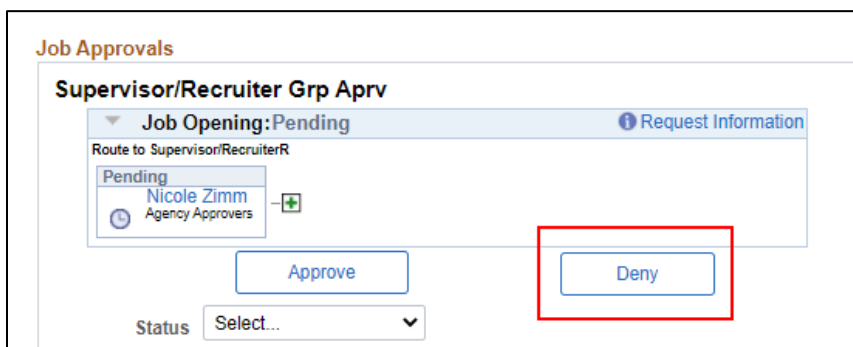 Job Approvals
Supervisor/Recruiter Grp Aprv
Job Opening:Pending Request Information
Route to Supervisor/RecruiterR
Pending
Nicole Zimm
Agency Approvers
Approve Deny
Status Select...